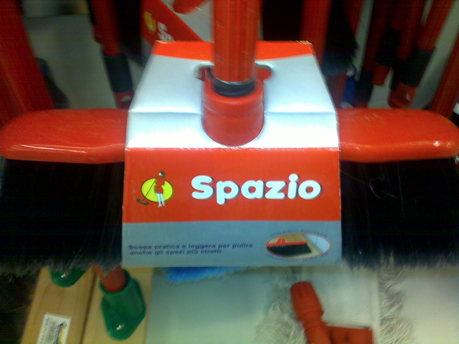 Spazio
Scopa pratica e leggera per pulire
anche gli spazi più stretti